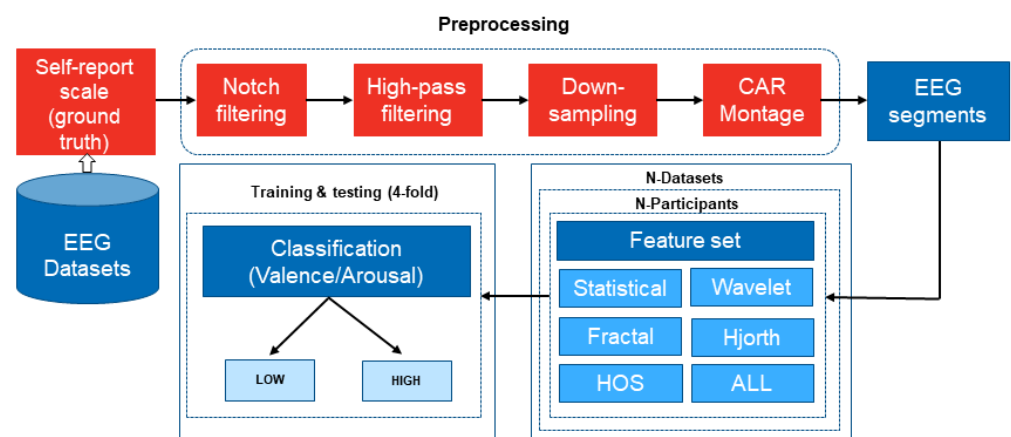 Preprocessing
Self-report
scale
(ground
truth)
Notch
filtering
High-pass
filtering
Down-
sampling
CAR
Montage
EEG
segments
EEG
Datasets
Training & testing (4-fold)
Classification
(Valence/Arousal)
LOW
HIGH
N-Datasets
N-Participants
Feature set
Statistical
Wavelet
Fractal
Hjorth
HOS
ALL